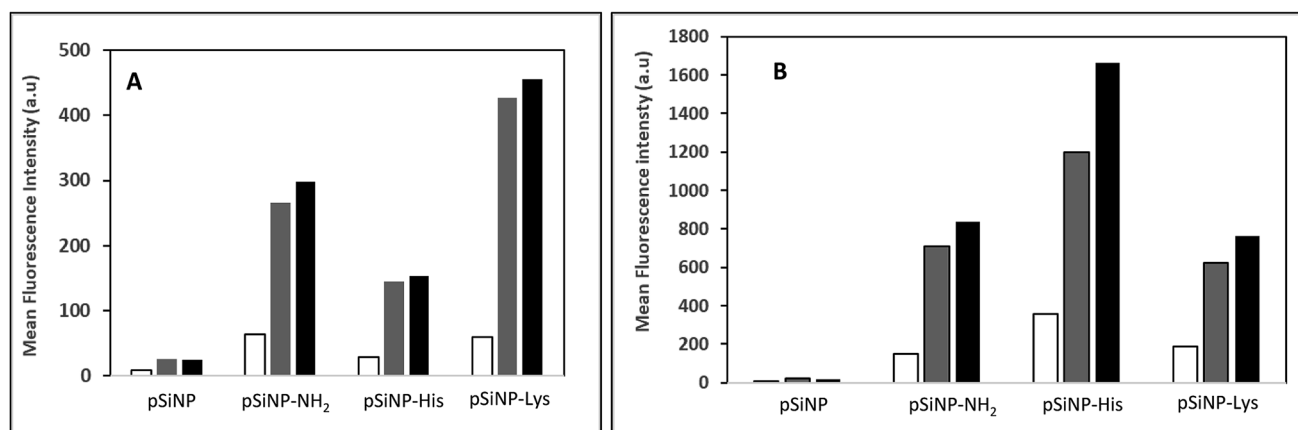 A
Mean Fluorescence Intensity (a.u)
500
400
300
200
100
0
pSiNP
pSiNP-NH₂
pSiNP-His
pSiNP-Lys
B
Mean Fluorescence intensty (a.u)
1800
1600
1400
1200
1000
800
600
400
200
0
pSiNP
pSiNP-NH₂
pSiNP-His
pSiNP-Lys